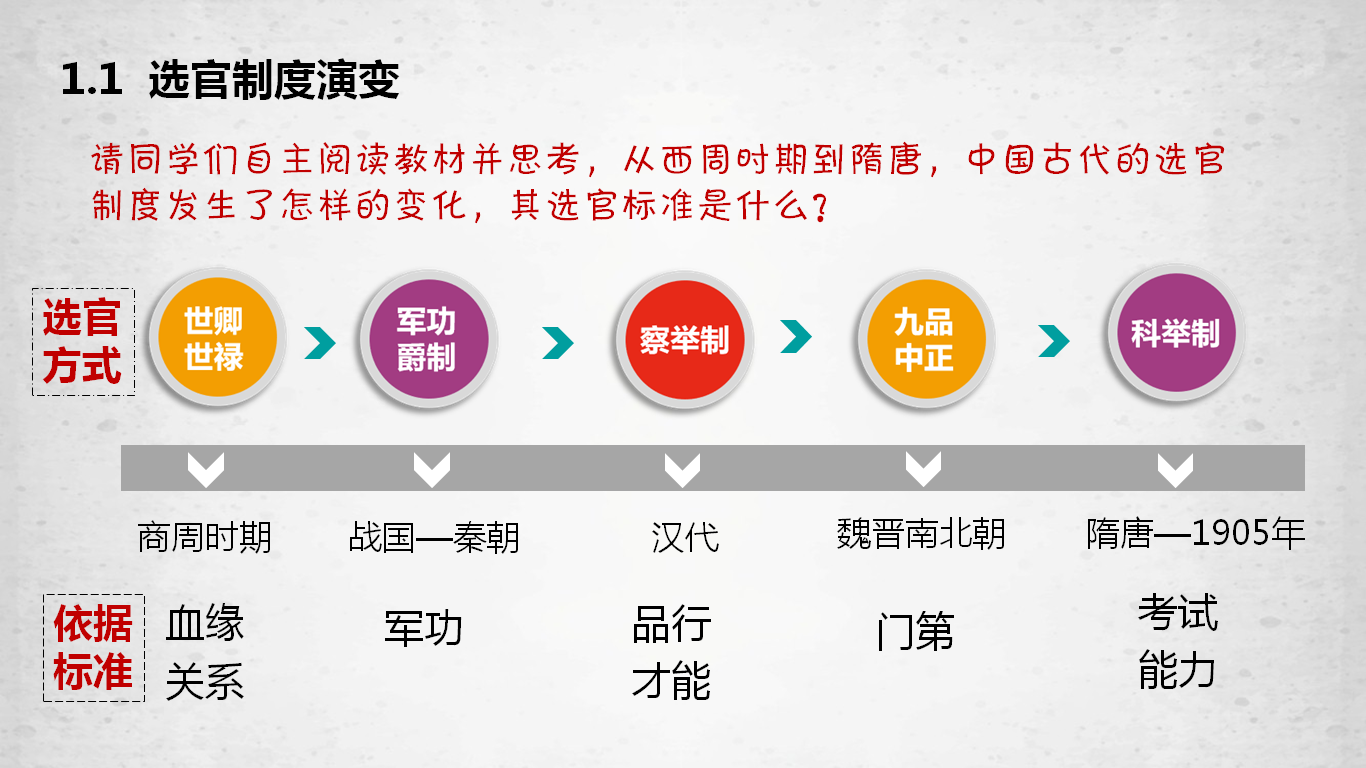 1.1 选官制度演变
请同学们自主阅读教材并思考，从西周时期到隋唐，中国古代的选官
制度发生了怎样的变化，其选官标准是什么？
选官
方式
世卿
世禄
军功
爵制
察举制
九品
中正
科举制
商周时期
战国—秦朝
汉代
魏晋南北朝
隋唐—1905年
依据
标准
血缘
关系
军功
品行
才能
门第
考试
能力